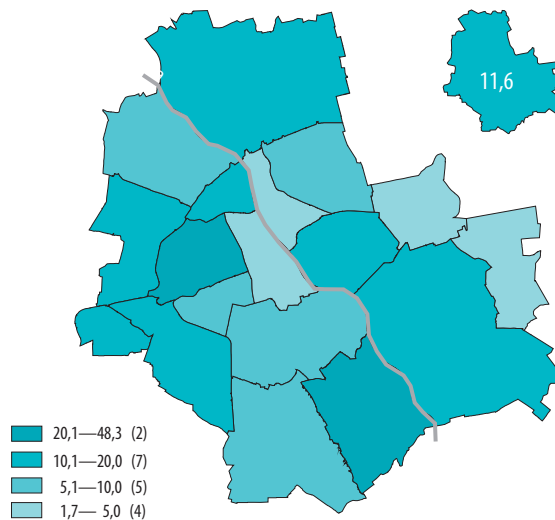 11,6
20,1—48,3 (2)
10,1—20,0 (7)
5,1—10,0 (5)
1,7— 5,0 (4)